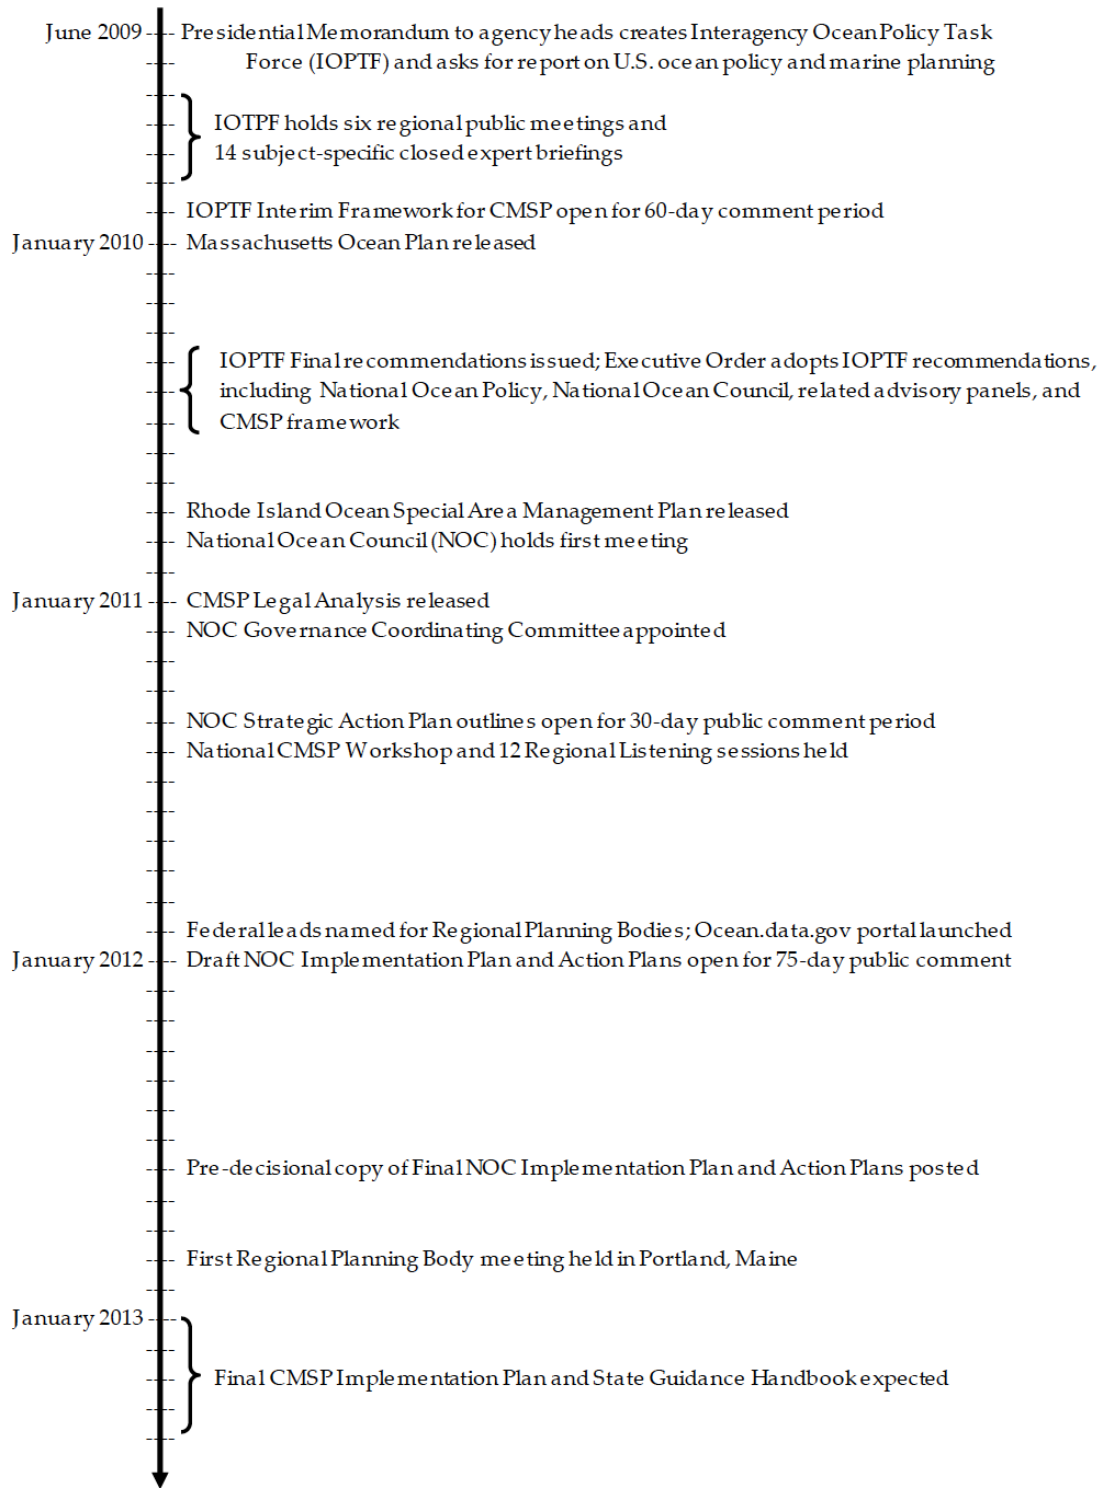 June 2009 ---- Presidential Memorandum to agency heads creates Interagency Ocean Policy Task
Force (IOPTF) and asks for report on U.S. ocean policy and marine planning
IOTPF holds six regional public meetings and
14 subject-specific closed expert briefings
IOPTF Interim Framework for CMSP open for 60-day comment period
January 2010 ---- Massachusetts Ocean Plan released
IOPTF Final recommendations issued; Executive Order adopts IOPTF recommendations,
including National Ocean Policy, National Ocean Council, related advisory panels, and
CMSP framework
Rhode Island Ocean Special Area Management Plan released
National Ocean Council (NOC) holds first meeting
January 2011 ---- CMSP Legal Analysis released
NOC Governance Coordinating Committee appointed
NOC Strategic Action Plan outlines open for 30-day public comment period
National CMSP Workshop and 12 Regional Listening sessions held
Federal leads named for Regional Planning Bodies; Ocean.data.gov portal launched
January 2012 ---- Draft NOC Implementation Plan and Action Plans open for 75-day public comment
Pre-decisional copy of Final NOC Implementation Plan and Action Plans posted
First Regional Planning Body meeting held in Portland, Maine
January 2013 ----
Final CMSP Implementation Plan and State Guidance Handbook expected